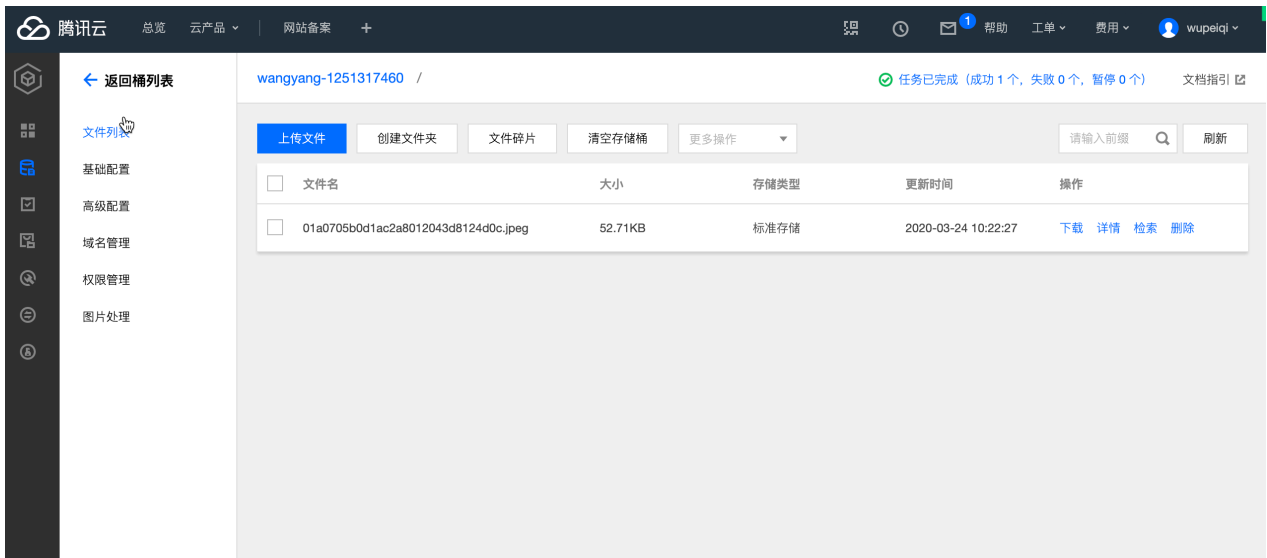 腾讯云 总览 云产品 网站备案 + 1 帮助 工单 费用 wupeiqi
返回桶列表
wangyang-1251317460 /
任务已完成（成功 1 个，失败 0 个，暂停 0 个） 文档指引
文件列表
基础配置
高级配置
域名管理
权限管理
图片处理
上传文件 创建文件夹 文件碎片 清空存储桶 更多操作 请输入前缀 刷新
文件名 大小 存储类型 更新时间 操作
01a0705b0d1ac2a8012043d8124d0c.jpeg 52.71KB 标准存储 2020-03-24 10:22:27 下载 详情 检索 删除